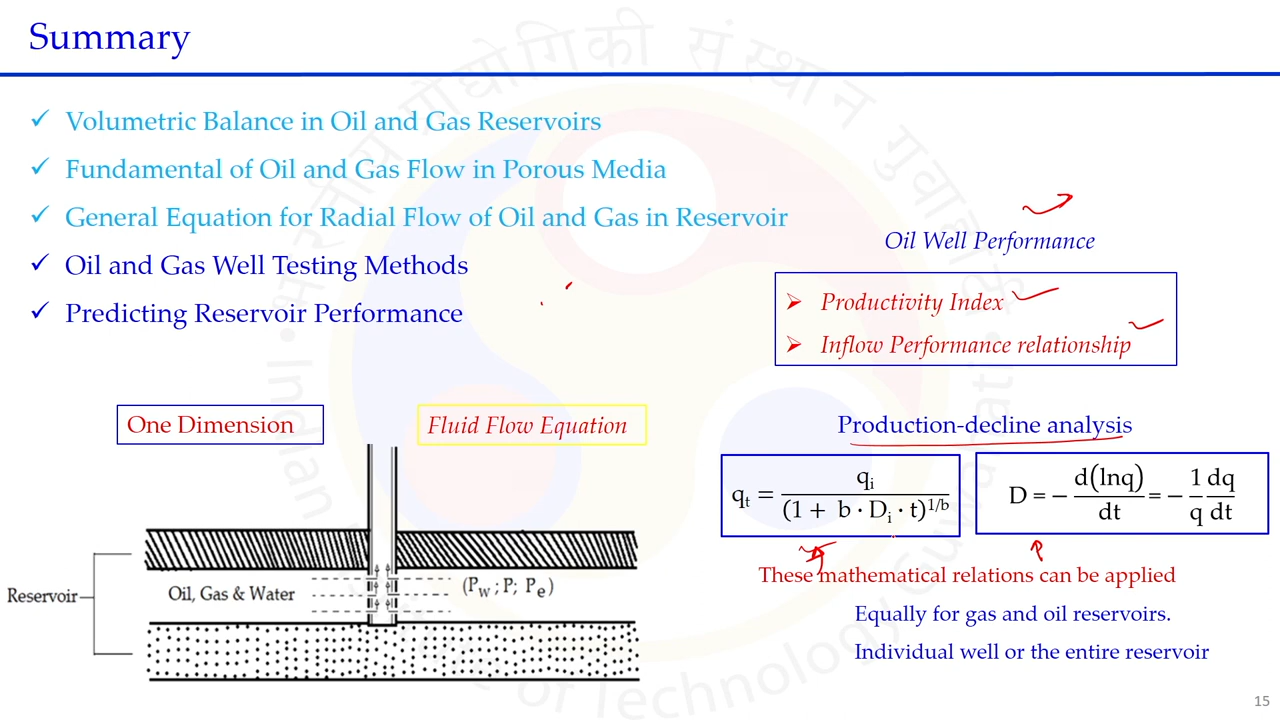 Summary
✓ Volumetric Balance in Oil and Gas Reservoirs
✓ Fundamental of Oil and Gas Flow in Porous Media
✓ General Equation for Radial Flow of Oil and Gas in Reservoir
✓ Oil and Gas Well Testing Methods
✓ Predicting Reservoir Performance
Oil Well Performance
➢ Productivity Index
➢ Inflow Performance relationship
One Dimension
Fluid Flow Equation
Reservoir
Oil, Gas & Water
(Pw ; P; Pe)
Production-decline analysis
qt = qi / (1 + b · Di · t)^1/b
D = − d(lnq)/dt = − 1/q dq/dt
These mathematical relations can be applied
Equally for gas and oil reservoirs.
Individual well or the entire reservoir
15